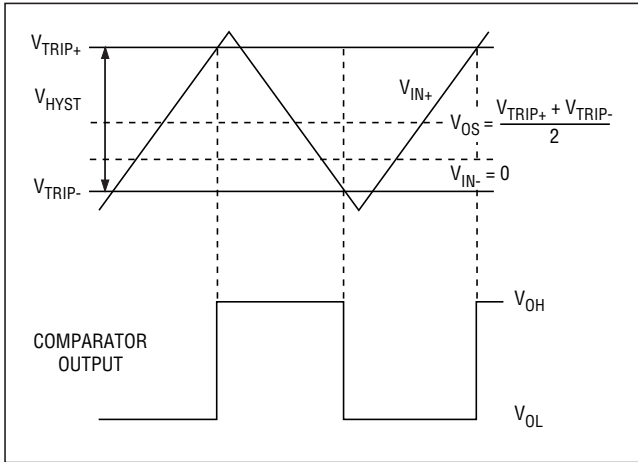 V_TRIP+
V_HYST
V_IN+
V_OS = (V_TRIP+ + V_TRIP-)/2
V_IN- = 0
V_TRIP-
V_OH
COMPARATOR
OUTPUT
V_OL